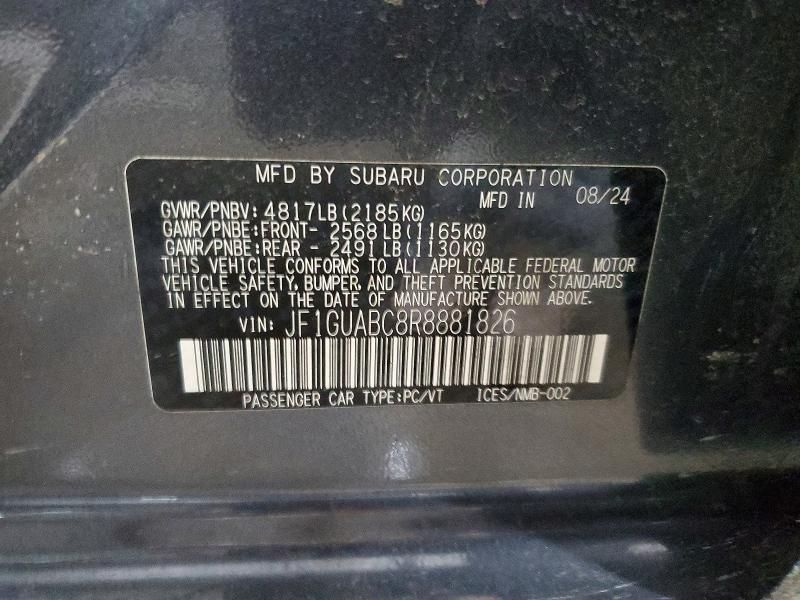 MFD BY SUBARU CORPORATION
MFD IN 08/24
GVWR/PNBV: 4817LB(2185KG)
GAWR/PNBE:FRONT- 2568LB(1165KG)
GAWR/PNBE:REAR - 2491LB(1130KG)
THIS VEHICLE CONFORMS TO ALL APPLICABLE FEDERAL MOTOR
VEHICLE SAFETY, BUMPER, AND THEFT PREVENTION STANDARDS
IN EFFECT ON THE DATE OF MANUFACTURE SHOWN ABOVE.
VIN: JF1GUABC8R8881826
PASSENGER CAR TYPE:PC/VT ICES/NMB-002